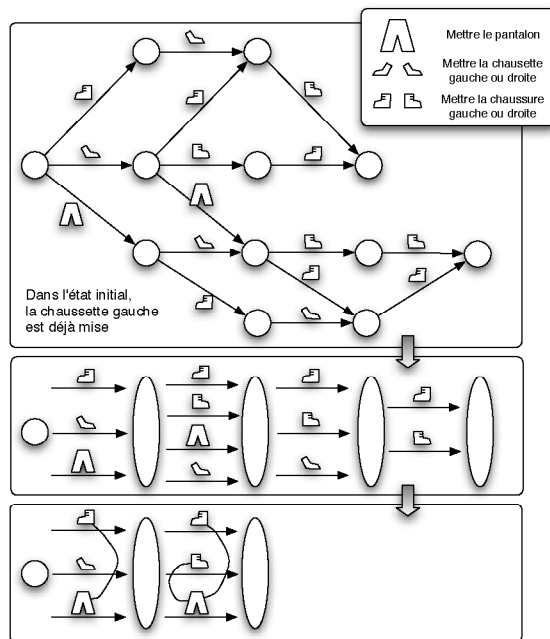 Mettre le pantalon
Mettre la chausette
gauche ou droite
Mettre la chaussure
gauche ou droite
Dans l'état initial,
la chaussette gauche
est déjà mise